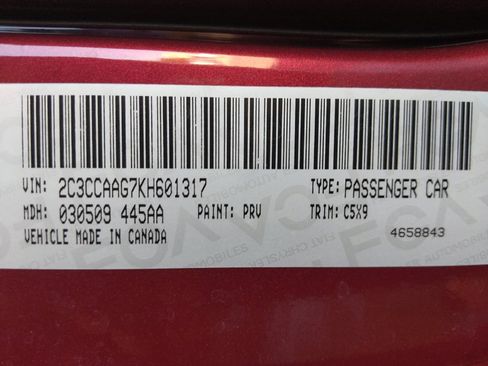 VIN: 2C3CCAAG7KH601317 TYPE: PASSENGER CAR
MDH: 030509 445AA PAINT: PRV TRIM: C5X9
VEHICLE MADE IN CANADA 4658843